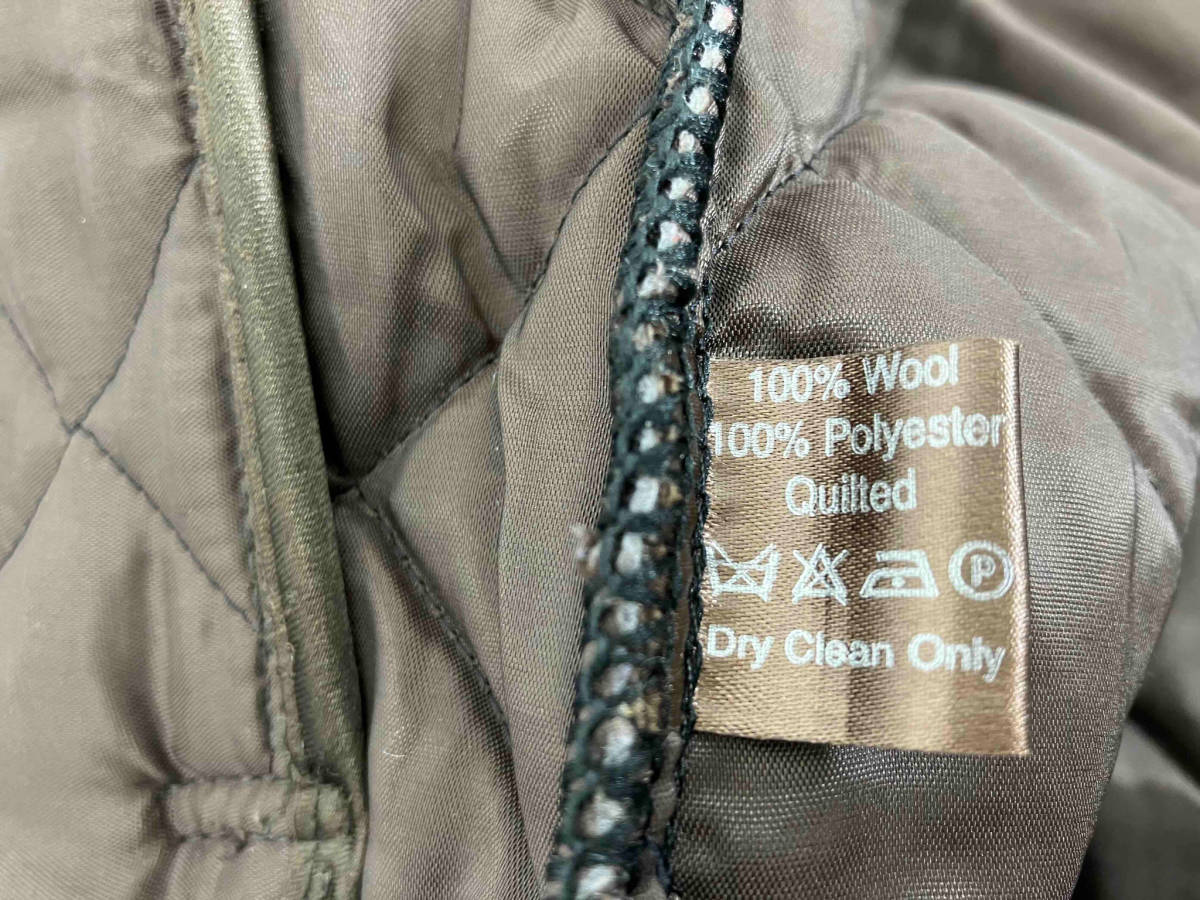 100% Wool
100% Polyester
Quilted
P
Dry Clean Only